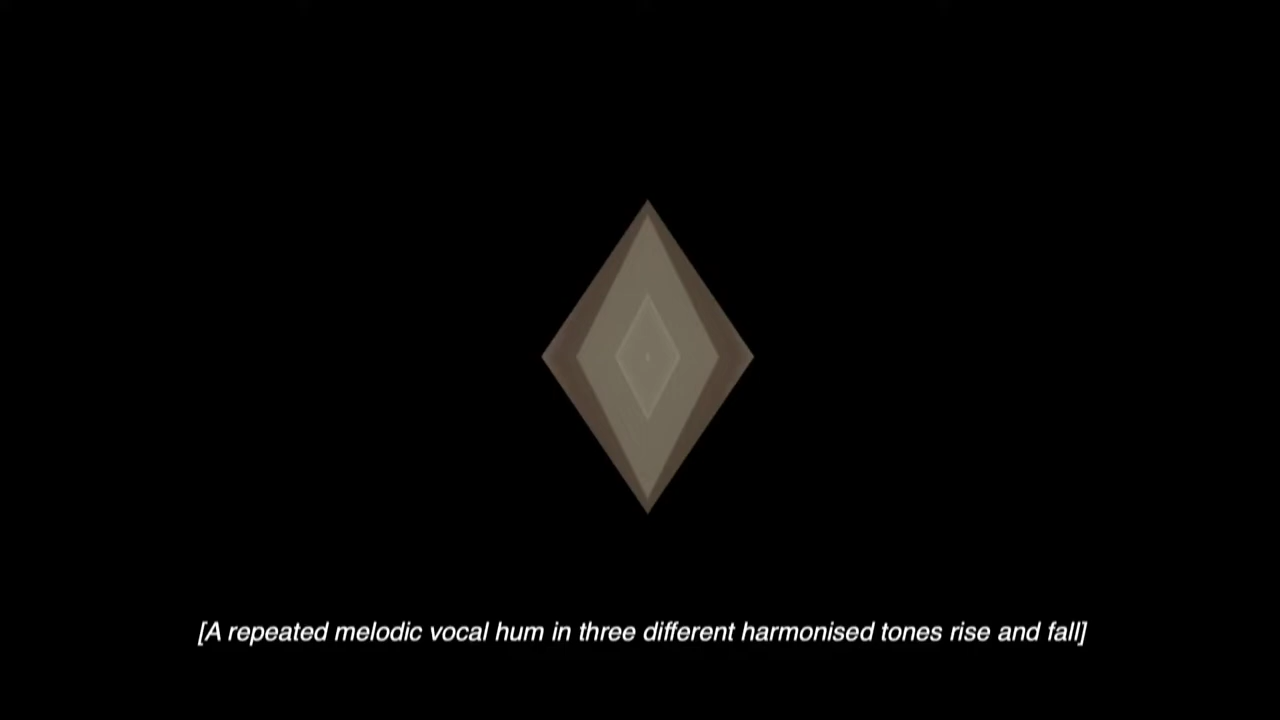 [A repeated melodic vocal hum in three different harmonised tones rise and fall]